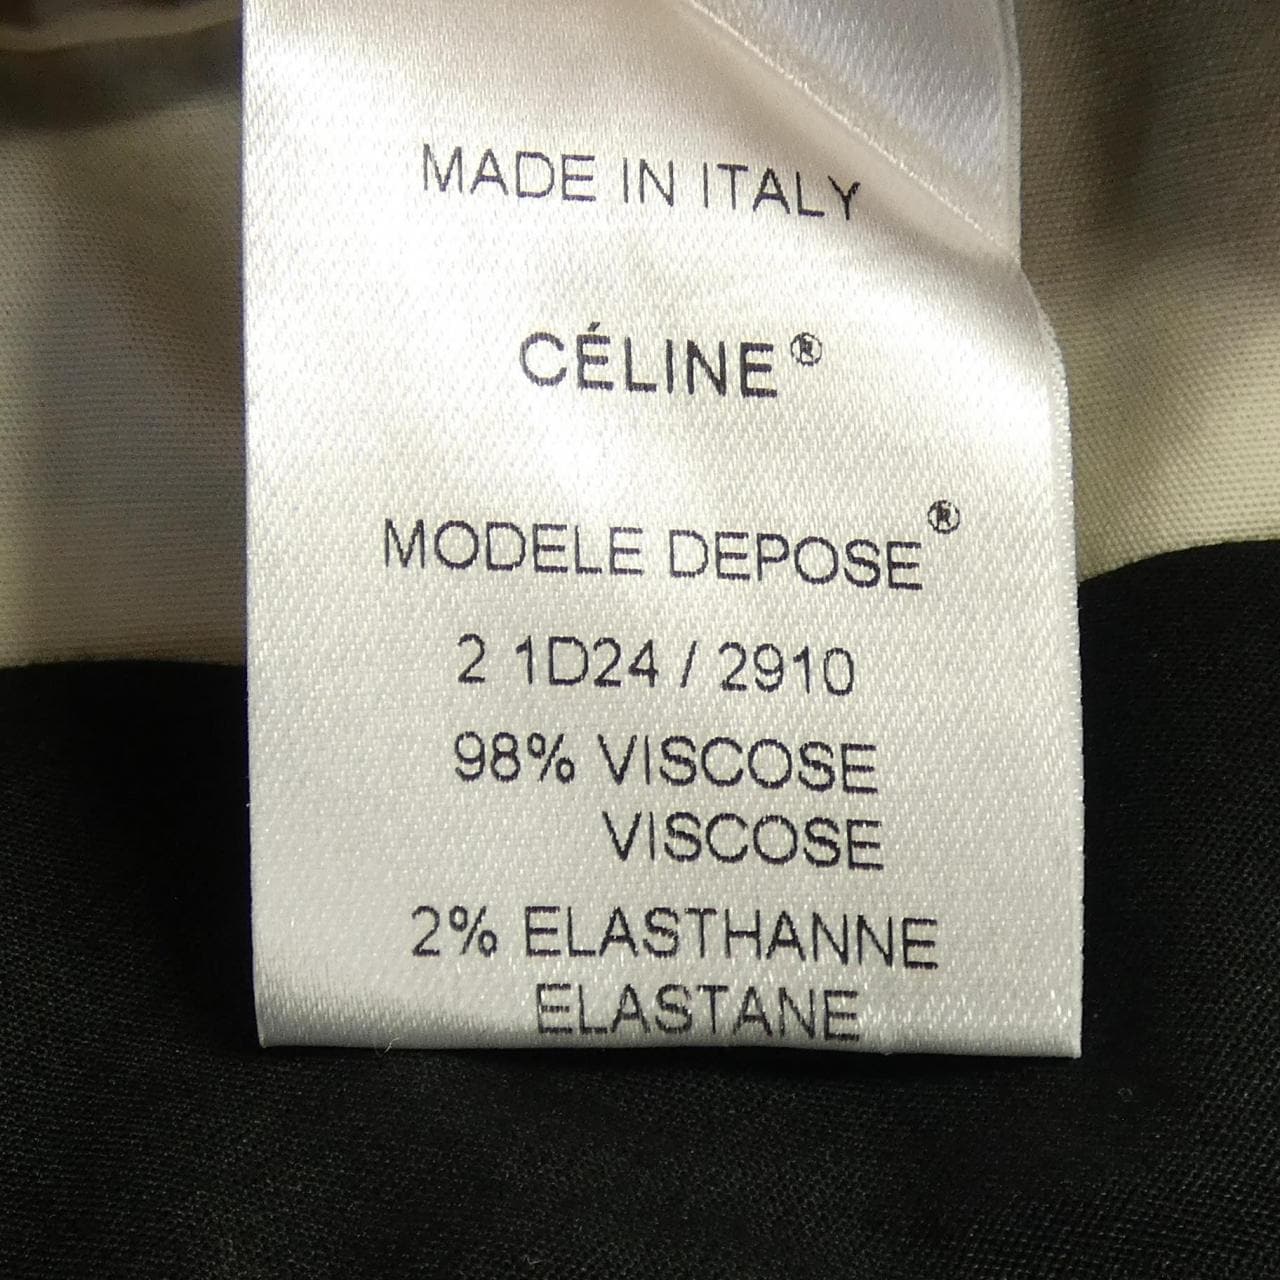 MADE IN ITALY
CÉLINE®
MODELE DEPOSE®
2 1D24 / 2910
98% VISCOSE
VISCOSE
2% ELASTHANNE
ELASTANE